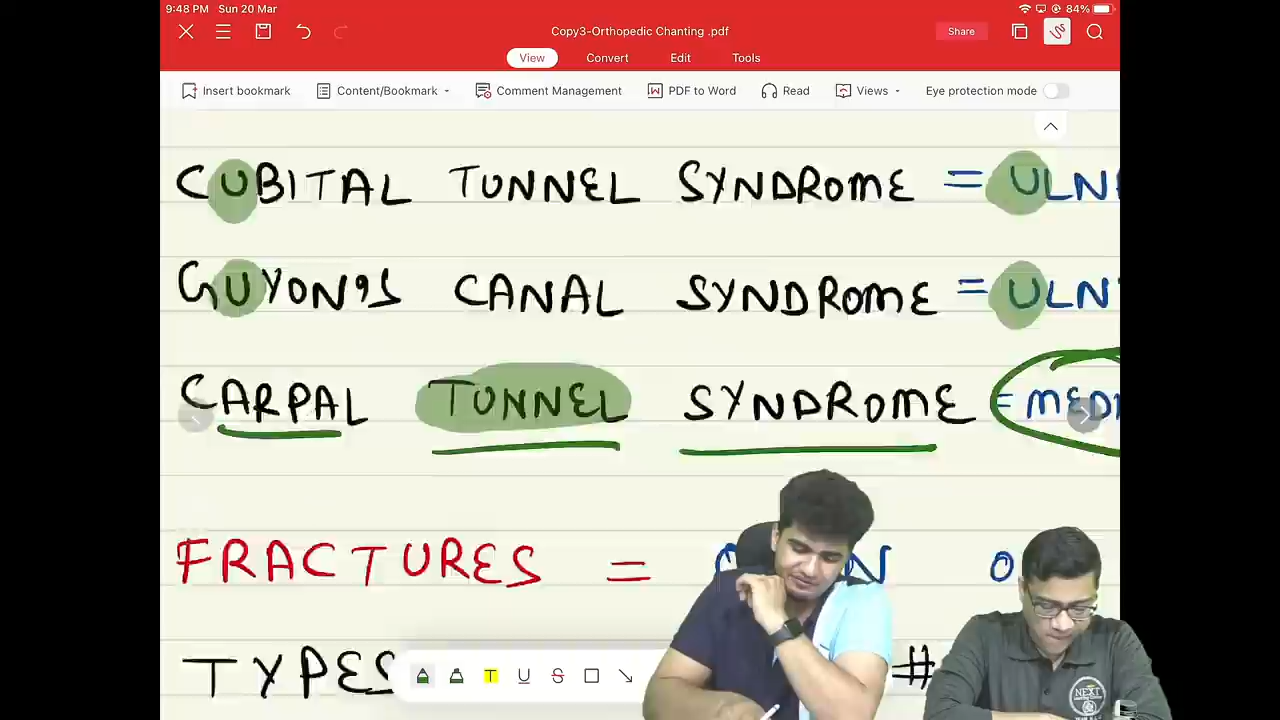 9:48 PM Sun 20 Mar 84%
Copy3-Orthopedic Chanting .pdf
Share
View Convert Edit Tools
Insert bookmark Content/Bookmark Comment Management PDF to Word Read Views Eye protection mode
CUBITAL TUNNEL SYNDROME = ULN
GUYON'S CANAL SYNDROME = ULN
CARPAL TUNNEL SYNDROME = MED
FRACTURES =
TYPES #
T U S
NEXT